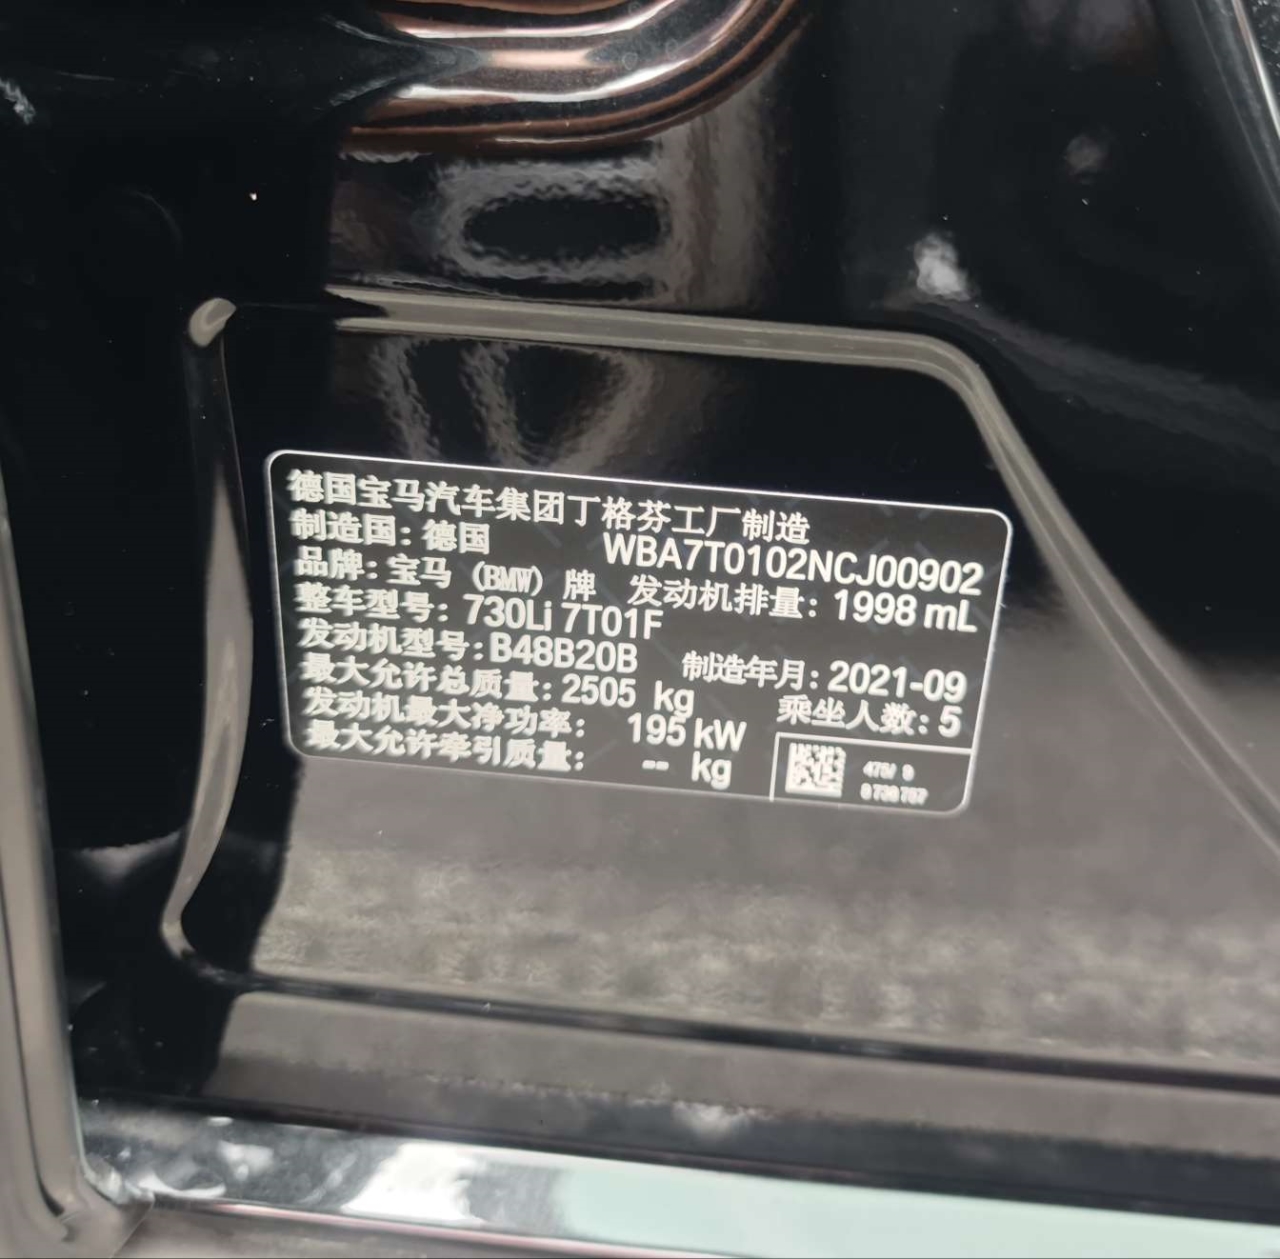 德国宝马汽车集团丁格芬工厂制造
制造国：德国 WBA7T0102NCJ00902
品牌：宝马（BMW）牌 发动机排量：1998 mL
整车型号：730Li 7T01F
发动机型号：B48B20B 制造年月：2021-09
最大允许总质量：2505 kg 乘坐人数：5
发动机最大净功率： 195 kW
最大允许牵引质量： -- kg